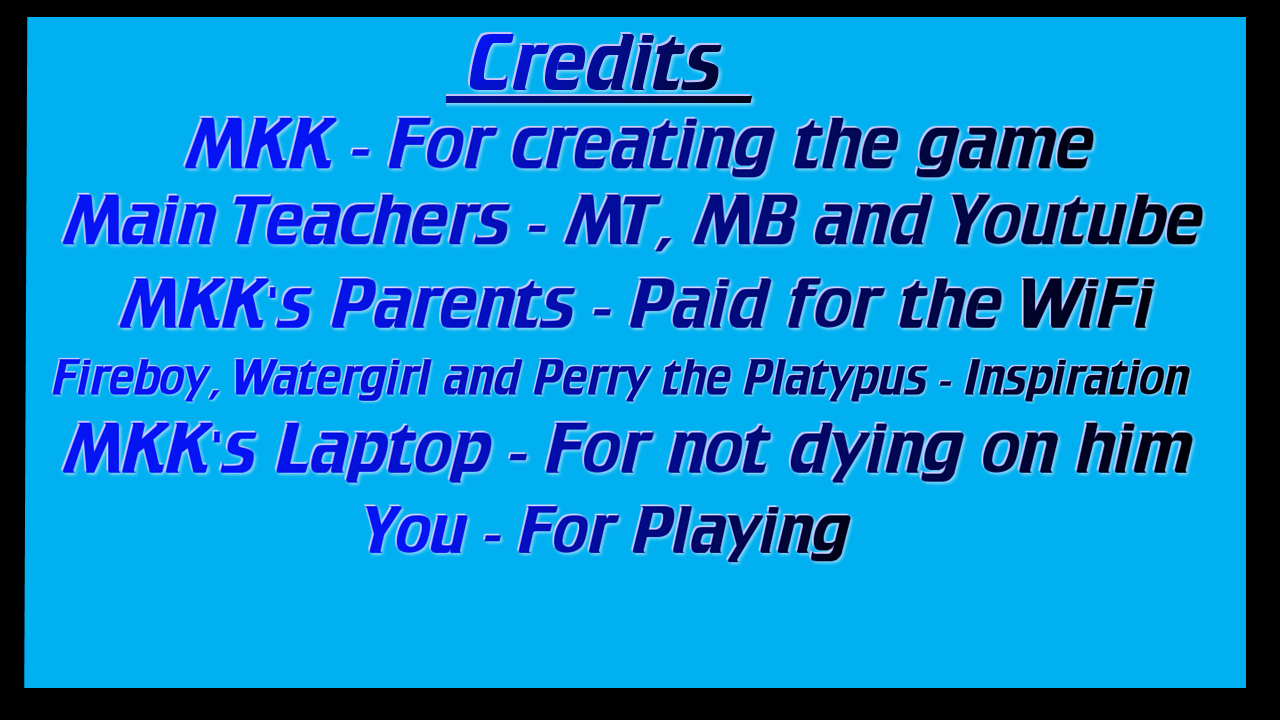 Credits
MKK - For creating the game
Main Teachers - MT, MB and Youtube
MKK's Parents - Paid for the WiFi
Fireboy, Watergirl and Perry the Platypus - Inspiration
MKK's Laptop - For not dying on him
You - For Playing